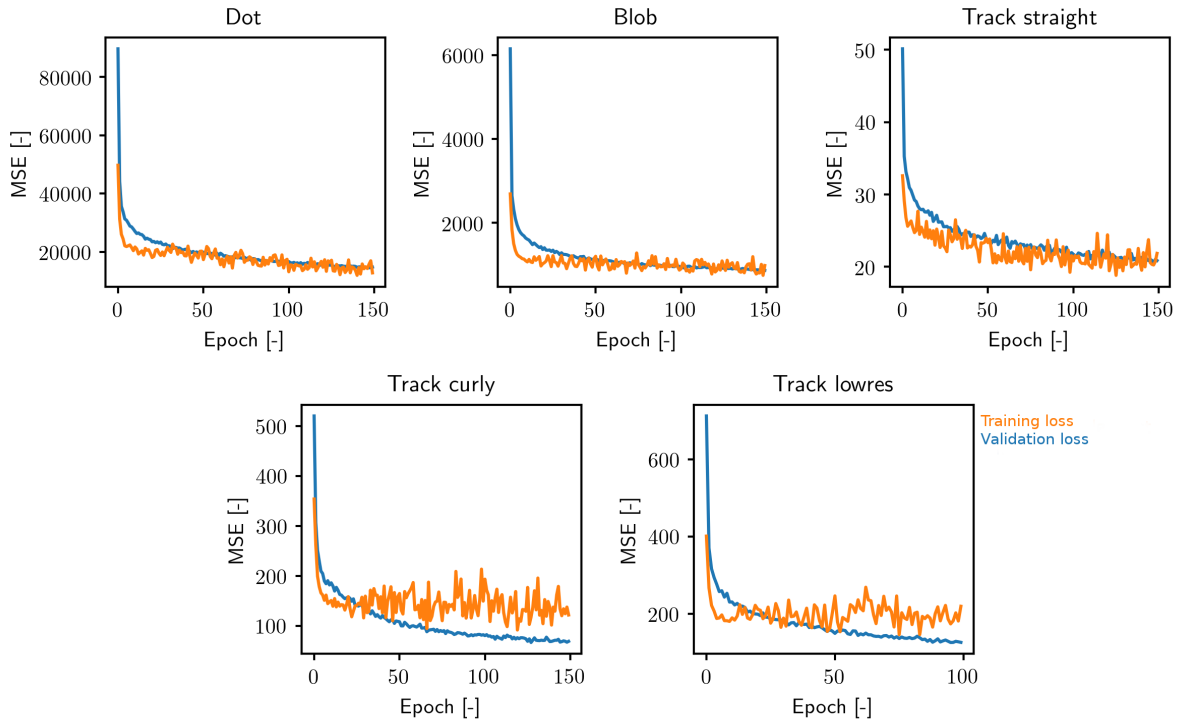 Dot
Blob
Track straight
80000
60000
40000
20000
MSE [-]
0
50
100
150
Epoch [-]
6000
4000
2000
MSE [-]
0
50
100
150
Epoch [-]
50
40
30
20
MSE [-]
0
50
100
150
Epoch [-]
Track curly
Track lowres
500
400
300
200
100
MSE [-]
0
50
100
150
Epoch [-]
600
400
200
MSE [-]
0
50
100
Epoch [-]
Training loss
Validation loss